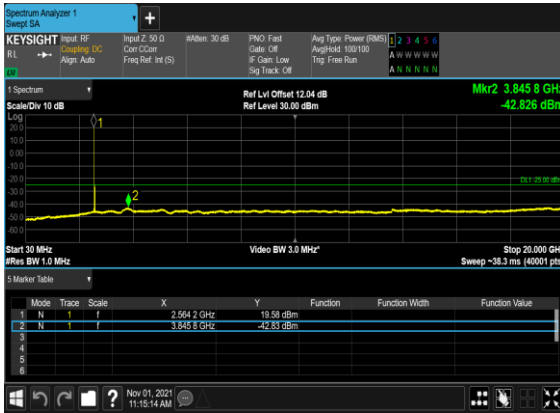 Spectrum Analyzer 1
Swept SA
+
KEYSIGHT Input: RF Input Z: 50 Ω #Atten: 30 dB PNO: Fast Avg Type: Power (RMS) 1 2 3 4 5 6
RL Coupling: DC Corr CCorr Gate: Off Avg|Hold: 100/100 A W W W W W
Align: Auto Freq Ref: Int (S) IF Gain: Low Trig: Free Run
Sig Track: Off A N N N N N
1 Spectrum Ref Lvl Offset 12.04 dB Mkr2 3.845 8 GHz
Scale/Div 10 dB Ref Level 30.00 dBm -42.826 dBm
Log
20.0
10.0
0.00
-10.0
-20.0
-30.0
-40.0
-50.0
-60.0
1
2
DL1 -25.00 dBm
Start 30 MHz Video BW 3.0 MHz* Stop 20.000 GHz
#Res BW 1.0 MHz Sweep ~38.3 ms (40001 pts)
5 Marker Table
Mode Trace Scale X Y Function Function Width Function Value
1 N 1 f 2.564 2 GHz 19.58 dBm
2 N 1 f 3.845 8 GHz -42.83 dBm
3
4
5
6
? Nov 01, 2021
11:15:14 AM